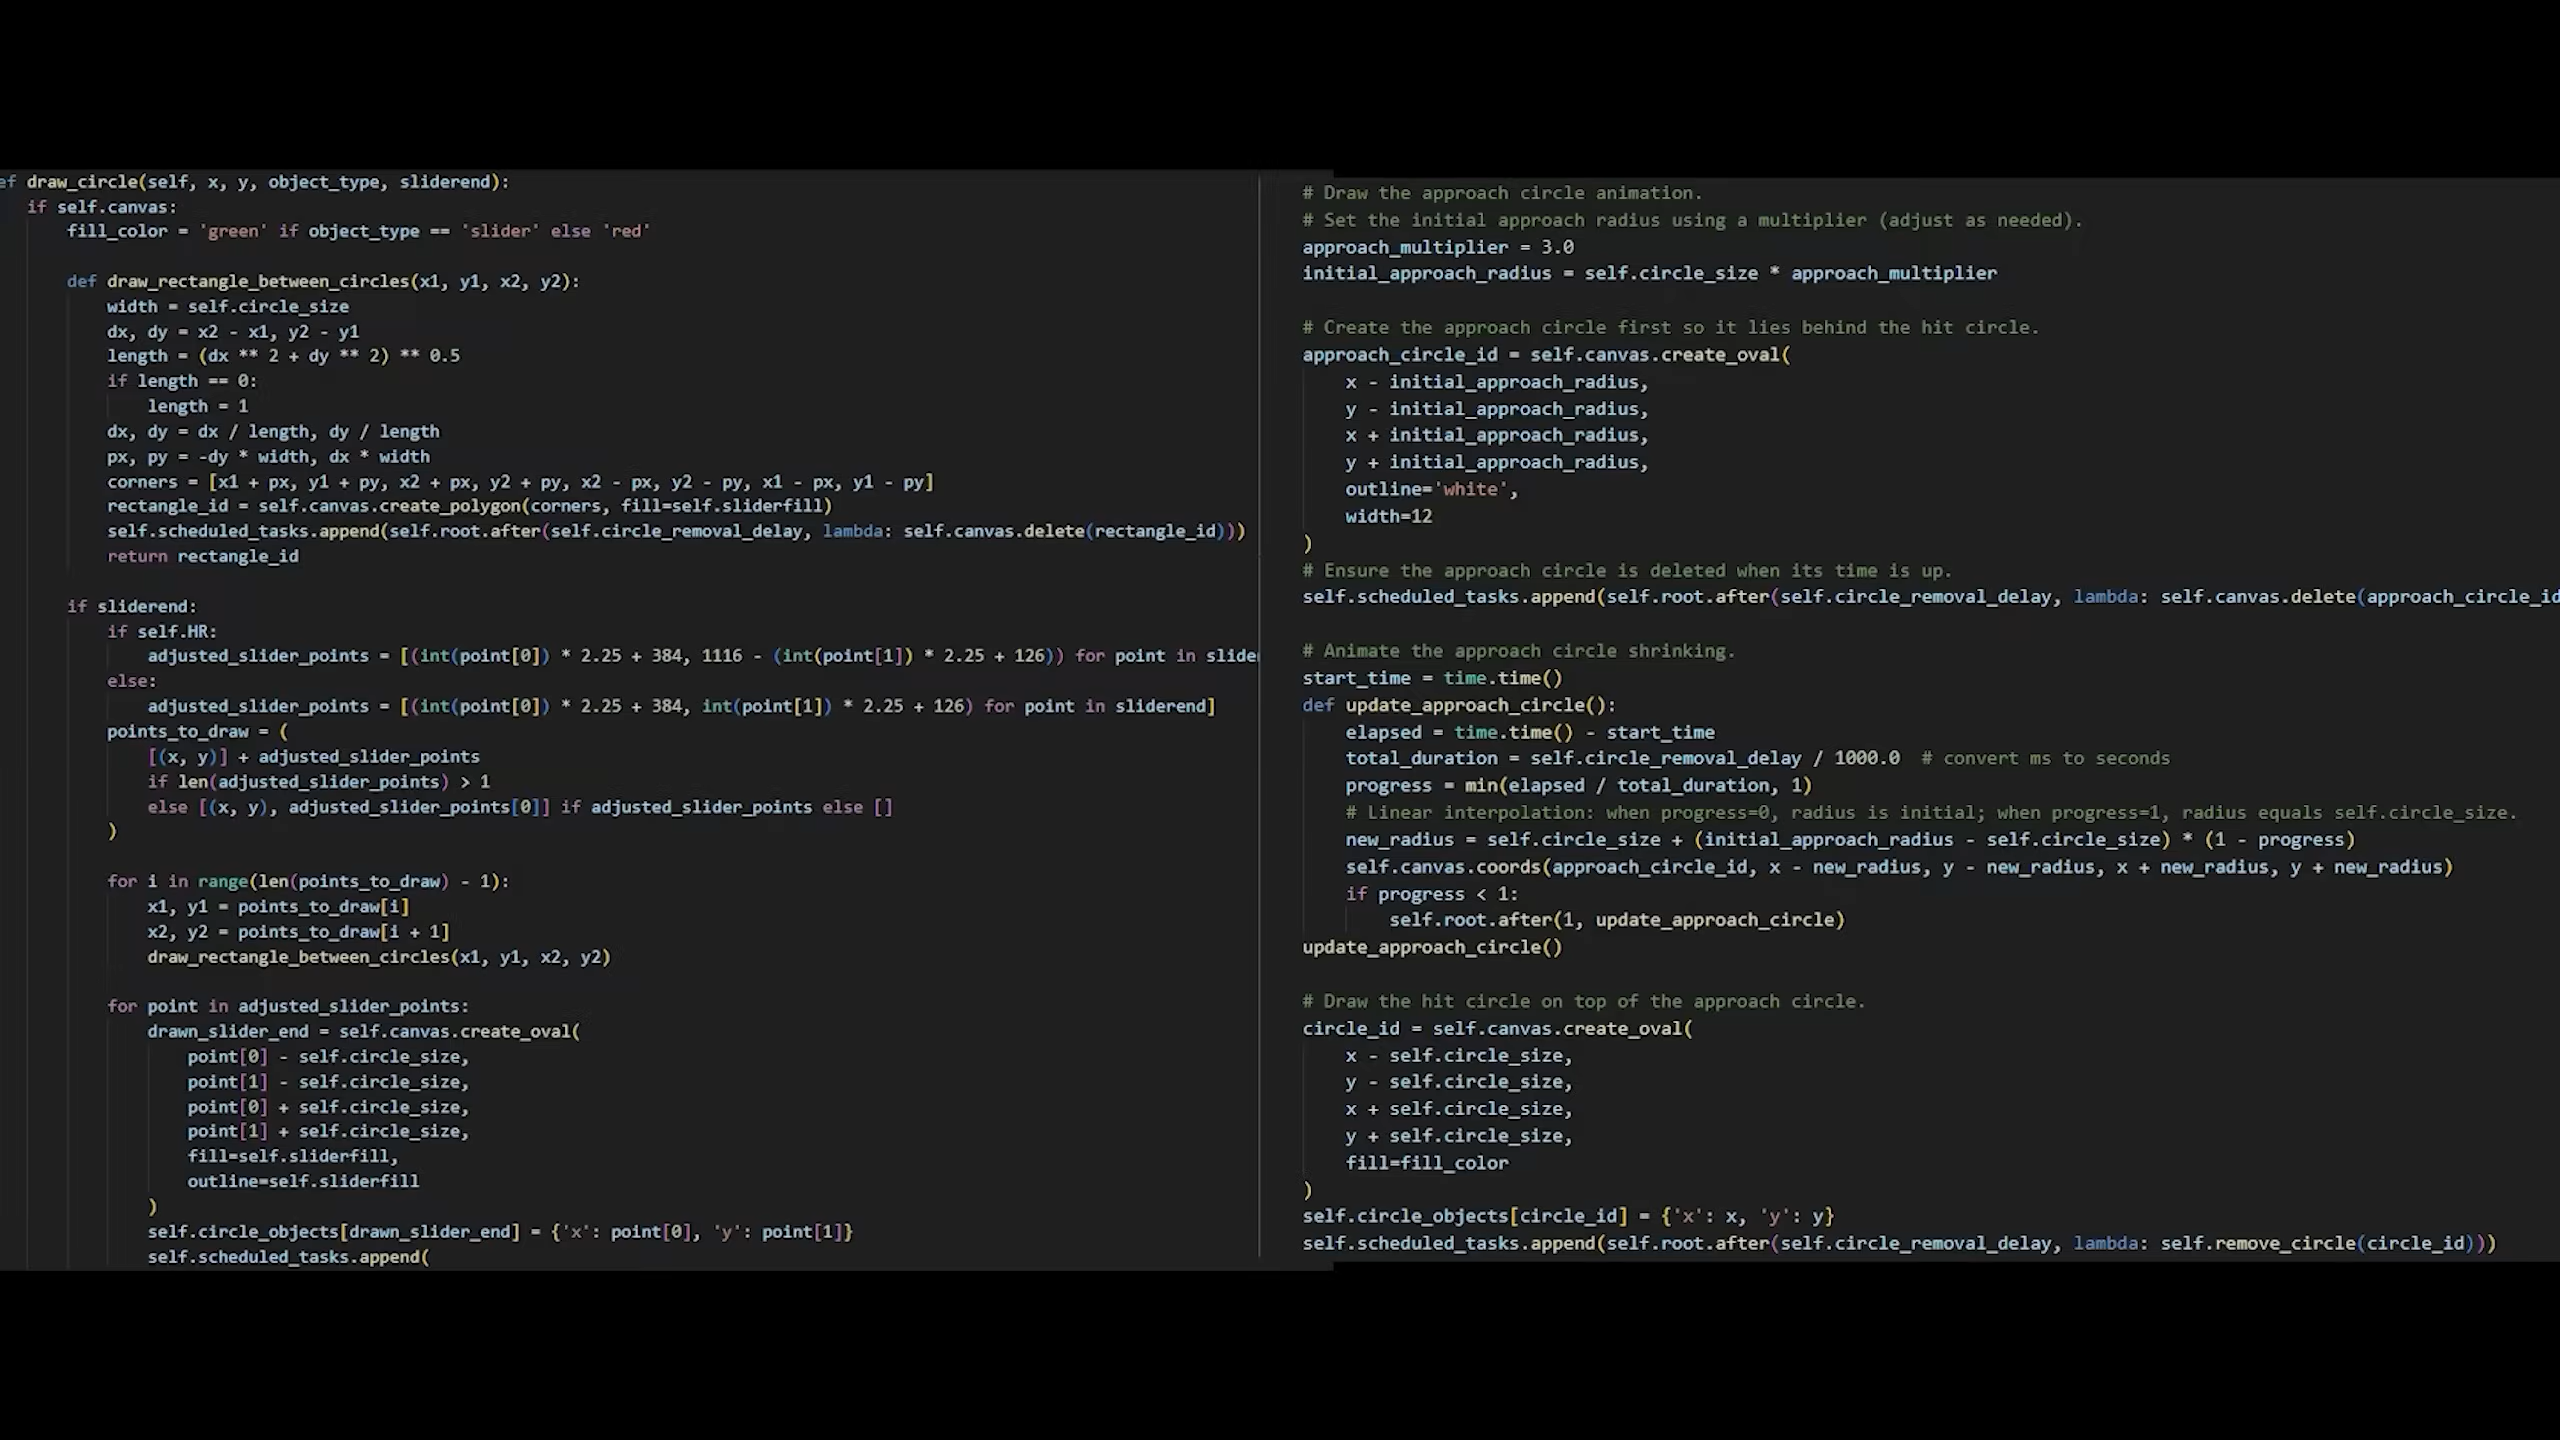 ef draw_circle(self, x, y, object_type, sliderend):
if self.canvas:
fill_color = 'green' if object_type == 'slider' else 'red'
def draw_rectangle_between_circles(x1, y1, x2, y2):
width = self.circle_size
dx, dy = x2 - x1, y2 - y1
length = (dx ** 2 + dy ** 2) ** 0.5
if length == 0:
length = 1
dx, dy = dx / length, dy / length
px, py = -dy * width, dx * width
corners = [x1 + px, y1 + py, x2 + px, y2 + py, x2 - px, y2 - py, x1 - px, y1 - py]
rectangle_id = self.canvas.create_polygon(corners, fill=self.sliderfill)
self.scheduled_tasks.append(self.root.after(self.circle_removal_delay, lambda: self.canvas.delete(rectangle_id)))
return rectangle_id
if sliderend:
if self.HR:
adjusted_slider_points = [(int(point[0]) * 2.25 + 384, 1116 - (int(point[1]) * 2.25 + 126)) for point in slide
else:
adjusted_slider_points = [(int(point[0]) * 2.25 + 384, int(point[1]) * 2.25 + 126) for point in sliderend]
points_to_draw = (
[(x, y)] + adjusted_slider_points
if len(adjusted_slider_points) > 1
else [(x, y), adjusted_slider_points[0]] if adjusted_slider_points else []
)
for i in range(len(points_to_draw) - 1):
x1, y1 = points_to_draw[i]
x2, y2 = points_to_draw[i + 1]
draw_rectangle_between_circles(x1, y1, x2, y2)
for point in adjusted_slider_points:
drawn_slider_end = self.canvas.create_oval(
point[0] - self.circle_size,
point[1] - self.circle_size,
point[0] + self.circle_size,
point[1] + self.circle_size,
fill=self.sliderfill,
outline=self.sliderfill
)
self.circle_objects[drawn_slider_end] = {'x': point[0], 'y': point[1]}
self.scheduled_tasks.append(
# Draw the approach circle animation.
# Set the initial approach radius using a multiplier (adjust as needed).
approach_multiplier = 3.0
initial_approach_radius = self.circle_size * approach_multiplier
# Create the approach circle first so it lies behind the hit circle.
approach_circle_id = self.canvas.create_oval(
x - initial_approach_radius,
y - initial_approach_radius,
x + initial_approach_radius,
y + initial_approach_radius,
outline='white',
width=12
)
# Ensure the approach circle is deleted when its time is up.
self.scheduled_tasks.append(self.root.after(self.circle_removal_delay, lambda: self.canvas.delete(approach_circle_id
# Animate the approach circle shrinking.
start_time = time.time()
def update_approach_circle():
elapsed = time.time() - start_time
total_duration = self.circle_removal_delay / 1000.0  # convert ms to seconds
progress = min(elapsed / total_duration, 1)
# Linear interpolation: when progress=0, radius is initial; when progress=1, radius equals self.circle_size.
new_radius = self.circle_size + (initial_approach_radius - self.circle_size) * (1 - progress)
self.canvas.coords(approach_circle_id, x - new_radius, y - new_radius, x + new_radius, y + new_radius)
if progress < 1:
self.root.after(1, update_approach_circle)
update_approach_circle()
# Draw the hit circle on top of the approach circle.
circle_id = self.canvas.create_oval(
x - self.circle_size,
y - self.circle_size,
x + self.circle_size,
y + self.circle_size,
fill=fill_color
)
self.circle_objects[circle_id] = {'x': x, 'y': y}
self.scheduled_tasks.append(self.root.after(self.circle_removal_delay, lambda: self.remove_circle(circle_id)))